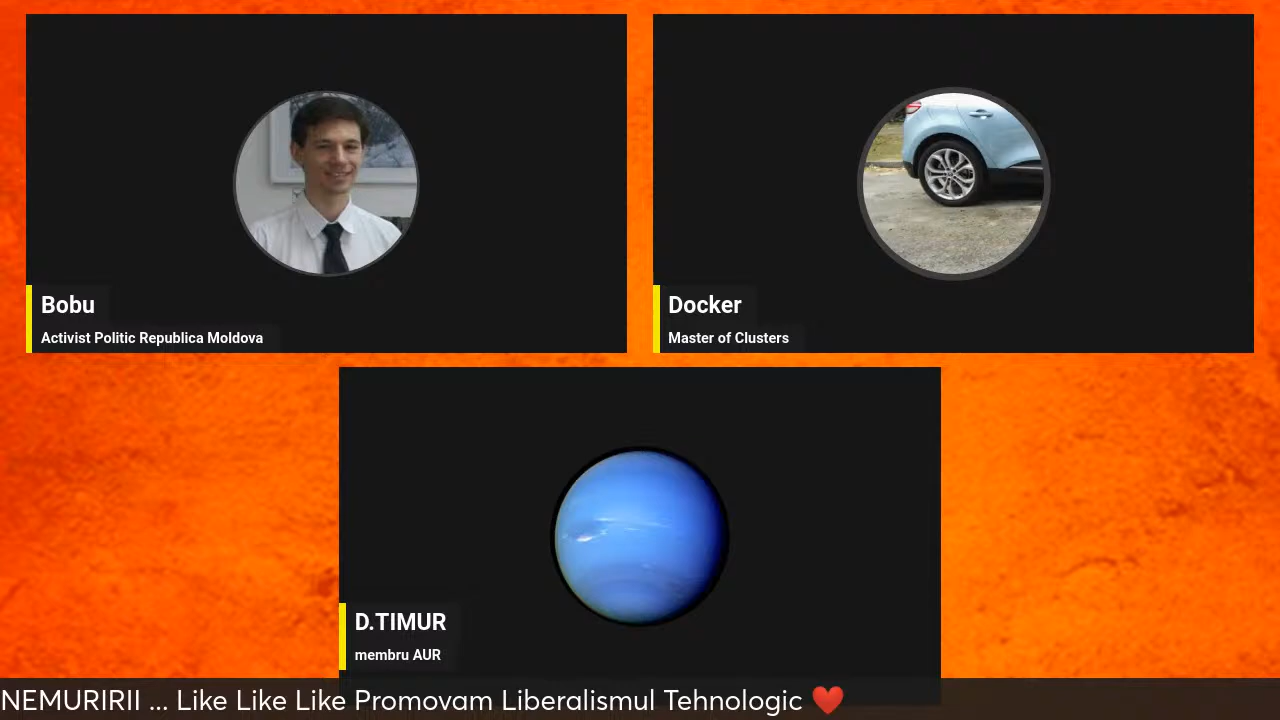 Bobu
Activist Politic Republica Moldova
Docker
Master of Clusters
D.TIMUR
membru AUR
NEMURIRII ... Like Like Like Promovam Liberalismul Tehnologic ❤️